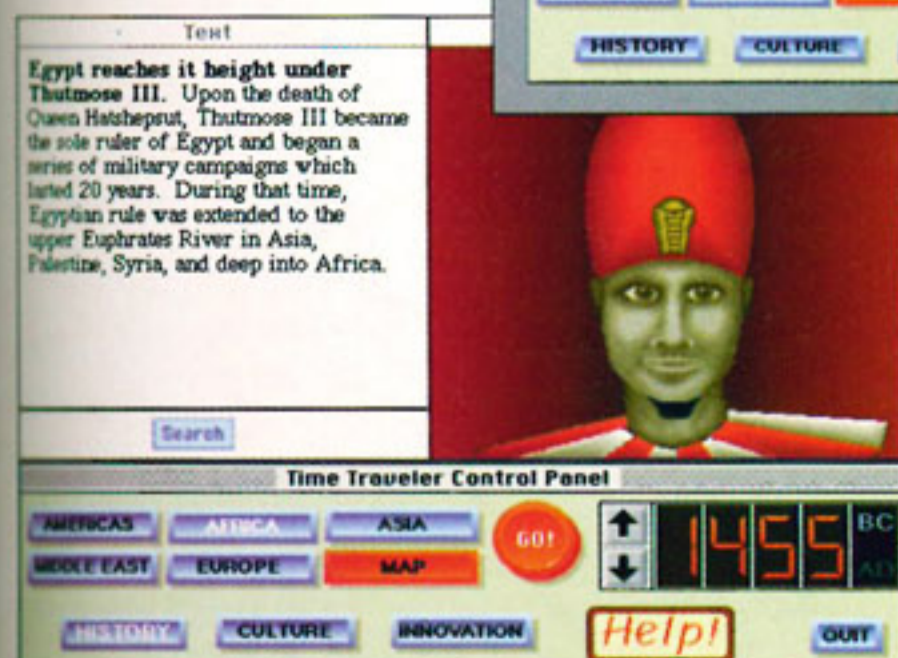 HISTORY CULTURE
Text
Egypt reaches it height under
Thutmose III. Upon the death of
Queen Hatshepsut, Thutmose III became
the sole ruler of Egypt and began a
series of military campaigns which
lasted 20 years. During that time,
Egyptian rule was extended to the
upper Euphrates River in Asia,
Palestine, Syria, and deep into Africa.
Search
Time Traveler Control Panel
AMERICAS AFRICA ASIA
MIDDLE EAST EUROPE MAP
GO!
1455 BC
AD
HISTORY CULTURE INNOVATION Help! QUIT